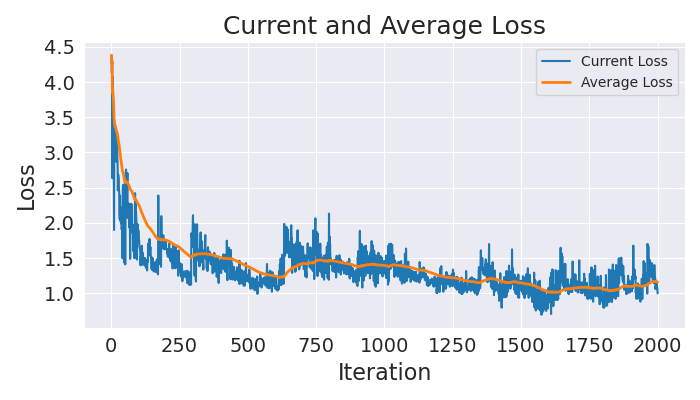 Current and Average Loss
Current Loss
Average Loss
Loss
4.5
4.0
3.5
3.0
2.5
2.0
1.5
1.0
0 250 500 750 1000 1250 1500 1750 2000
Iteration